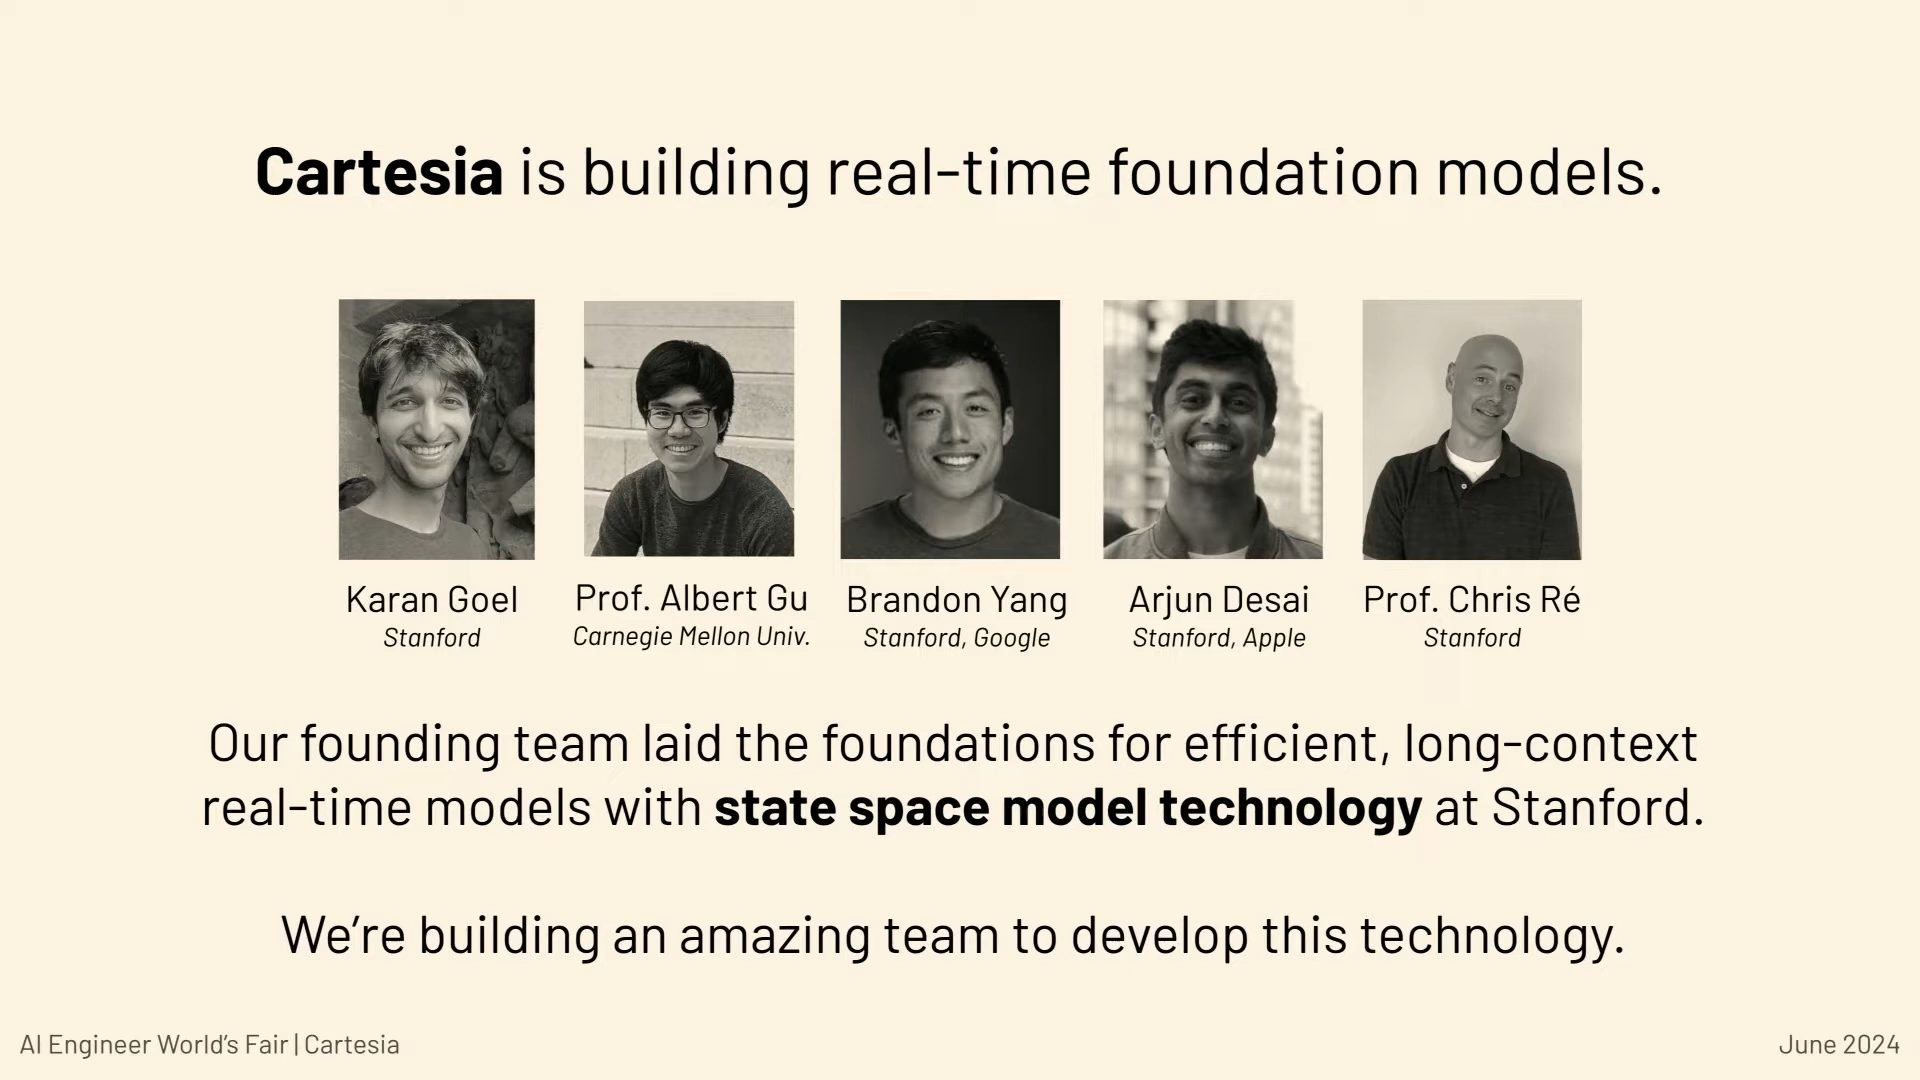 Cartesia is building real-time foundation models.
Karan Goel
Stanford
Prof. Albert Gu
Carnegie Mellon Univ.
Brandon Yang
Stanford, Google
Arjun Desai
Stanford, Apple
Prof. Chris Ré
Stanford
Our founding team laid the foundations for efficient, long-context
real-time models with state space model technology at Stanford.
We’re building an amazing team to develop this technology.
AI Engineer World’s Fair | Cartesia
June 2024